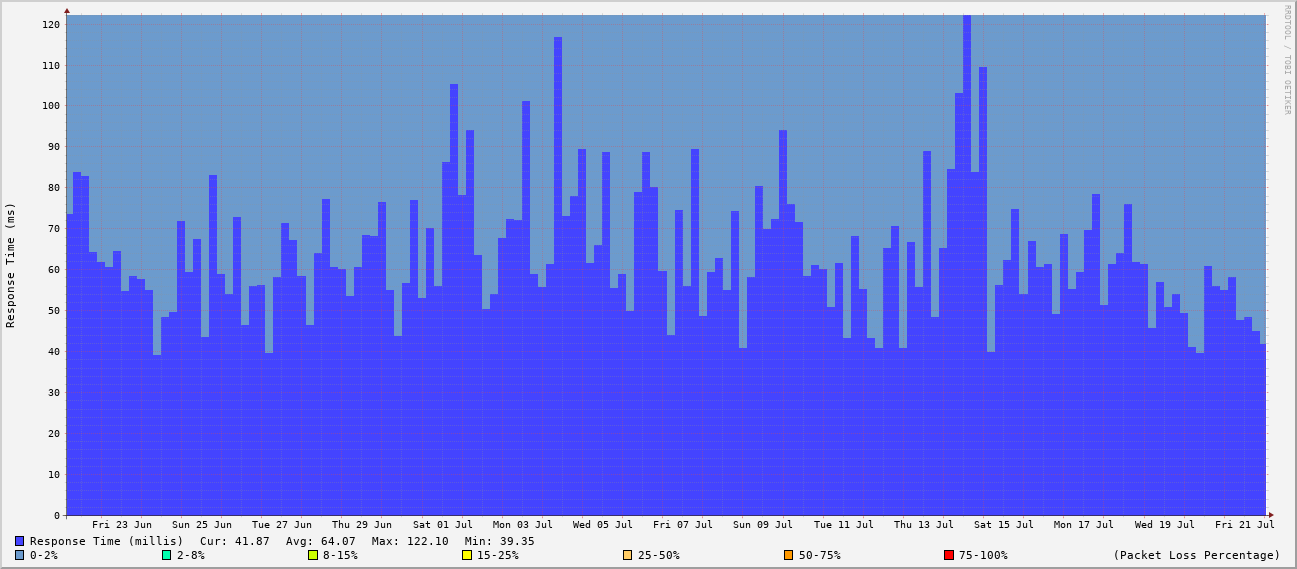 RRDTOOL / TOBI OETIKER
Response Time (ms)
120
110
100
90
80
70
60
50
40
30
20
10
0
Fri 23 Jun Sun 25 Jun Tue 27 Jun Thu 29 Jun Sat 01 Jul Mon 03 Jul Wed 05 Jul Fri 07 Jul Sun 09 Jul Tue 11 Jul Thu 13 Jul Sat 15 Jul Mon 17 Jul Wed 19 Jul Fri 21 Jul
Response Time (millis) Cur: 41.87 Avg: 64.07 Max: 122.10 Min: 39.35
0-2% 2-8% 8-15% 15-25% 25-50% 50-75% 75-100% (Packet Loss Percentage)